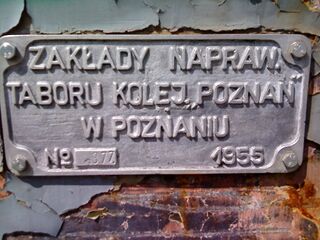 ZAKŁADY NAPRAW.
TABORU KOLEJ. „POZNAŃ"
W POZNANIU
No 1955